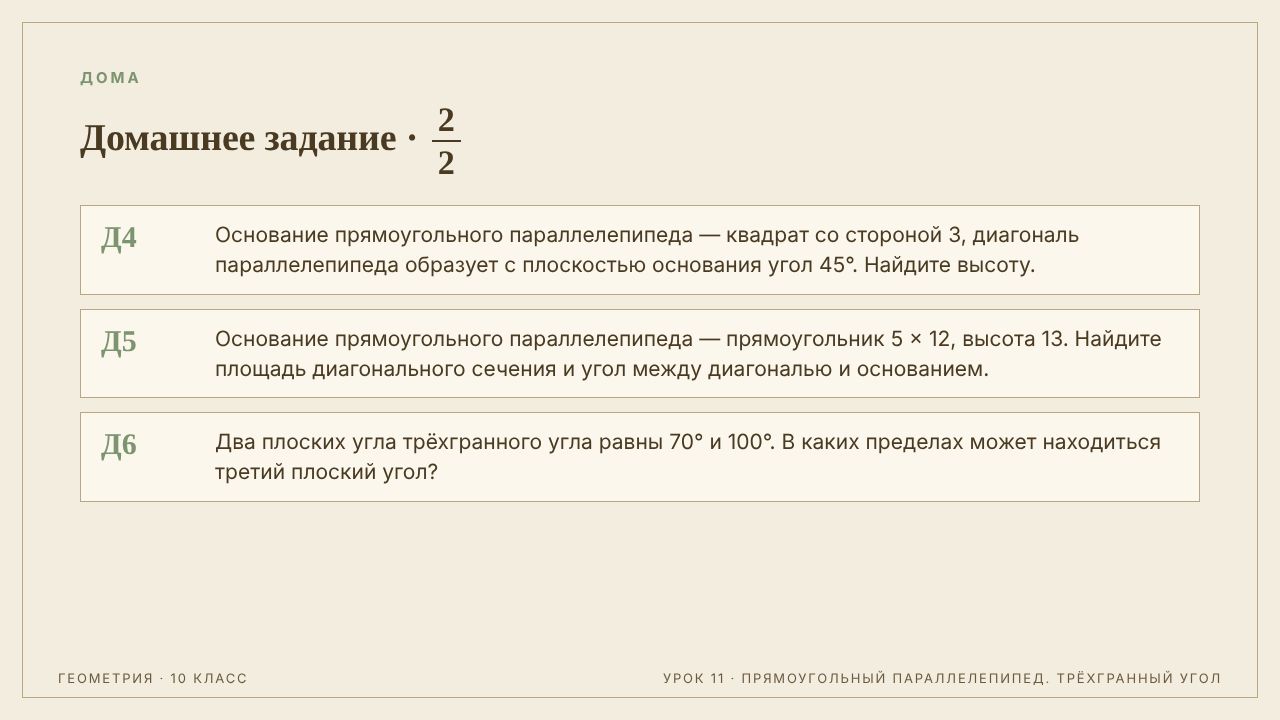 ДОМА
Домашнее задание · 2/2
Д4
Основание прямоугольного параллелепипеда — квадрат со стороной 3, диагональ
параллелепипеда образует с плоскостью основания угол 45°. Найдите высоту.
Д5
Основание прямоугольного параллелепипеда — прямоугольник 5 × 12, высота 13. Найдите
площадь диагонального сечения и угол между диагональю и основанием.
Д6
Два плоских угла трёхгранного угла равны 70° и 100°. В каких пределах может находиться
третий плоский угол?
ГЕОМЕТРИЯ · 10 КЛАСС
УРОК 11 · ПРЯМОУГОЛЬНЫЙ ПАРАЛЛЕЛЕПИПЕД. ТРЁХГРАННЫЙ УГОЛ